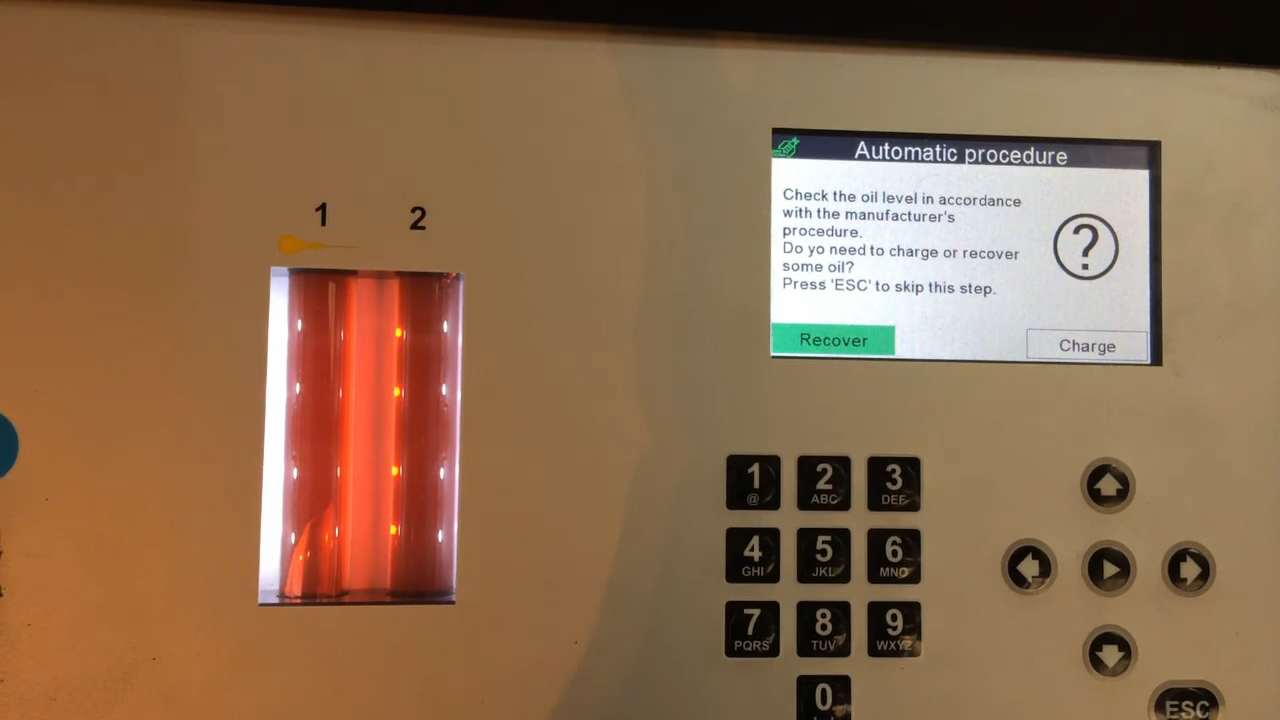 1 2
Automatic procedure
Check the oil level in accordance
with the manufacturer's
procedure.
Do yo need to charge or recover
some oil?
Press 'ESC' to skip this step.
?
Recover Charge
1 2 3
@ ABC DEF
4 5 6
GHI JKL MNO
7 8 9
PQRS TUV WXYZ
0
ESC